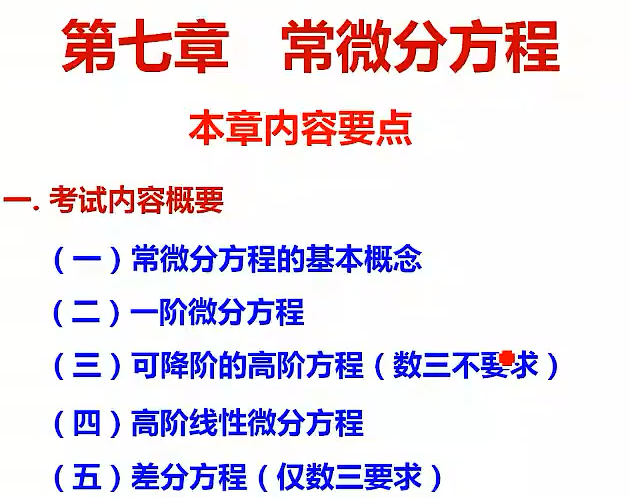 第七章 常微分方程
本章内容要点
一. 考试内容概要
（一）常微分方程的基本概念
（二）一阶微分方程
（三）可降阶的高阶方程（数三不要求）
（四）高阶线性微分方程
（五）差分方程（仅数三要求）